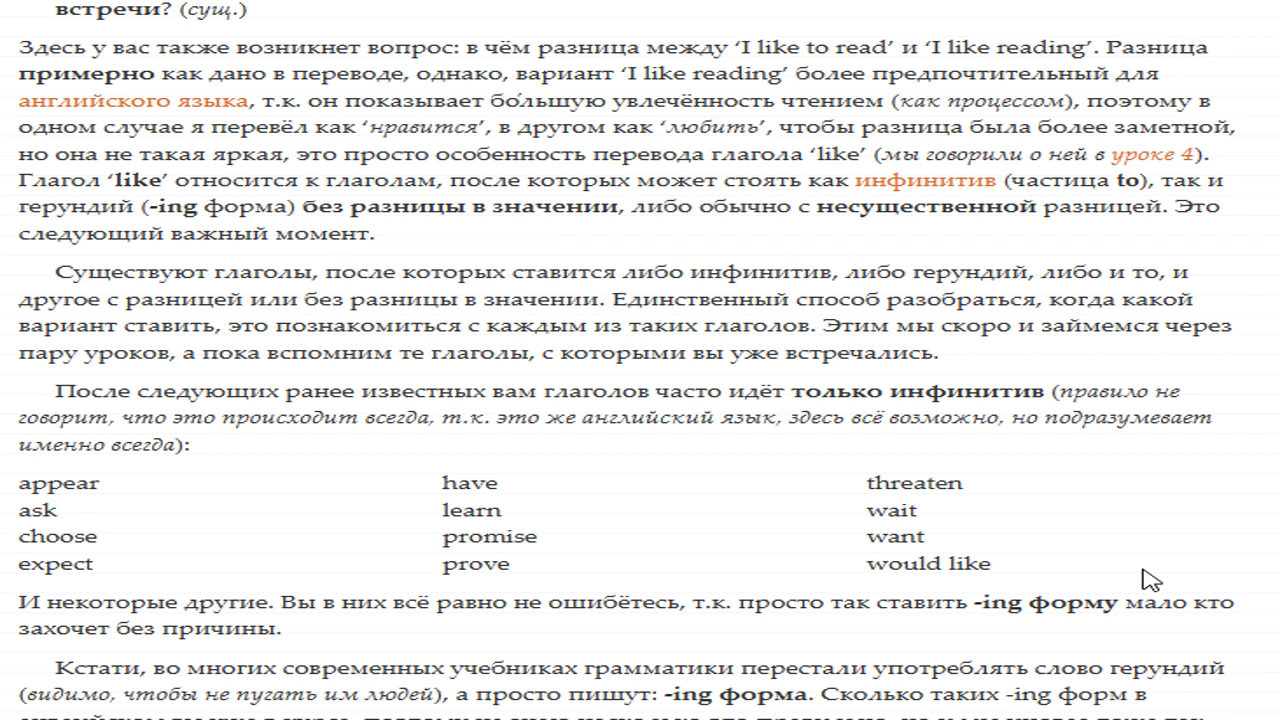 встречи? (сущ.)
Здесь у вас также возникнет вопрос: в чём разница между ‘I like to read’ и ‘I like reading’. Разница
примерно как дано в переводе, однако, вариант ‘I like reading’ более предпочтительный для
английского языка, т.к. он показывает бо́льшую увлечённость чтением (как процессом), поэтому в
одном случае я перевёл как ‘нравится’, в другом как ‘любить’, чтобы разница была более заметной,
но она не такая яркая, это просто особенность перевода глагола ‘like’ (мы говорили о ней в уроке 4).
Глагол ‘like’ относится к глаголам, после которых может стоять как инфинитив (частица to), так и
герундий (-ing форма) без разницы в значении, либо обычно с несущественной разницей. Это
следующий важный момент.
Существуют глаголы, после которых ставится либо инфинитив, либо герундий, либо и то, и
другое с разницей или без разницы в значении. Единственный способ разобраться, когда какой
вариант ставить, это познакомиться с каждым из таких глаголов. Этим мы скоро и займемся через
пару уроков, а пока вспомним те глаголы, с которыми вы уже встречались.
После следующих ранее известных вам глаголов часто идёт только инфинитив (правило не
говорит, что это происходит всегда, т.к. это же английский язык, здесь всё возможно, но подразумевает
именно всегда):
appear have threaten
ask learn wait
choose promise want
expect prove would like
И некоторые другие. Вы в них всё равно не ошибётесь, т.к. просто так ставить -ing форму мало кто
захочет без причины.
Кстати, во многих современных учебниках грамматики перестали употреблять слово герундий
(видимо, чтобы не пугать им людей), а просто пишут: -ing форма. Сколько таких -ing форм в